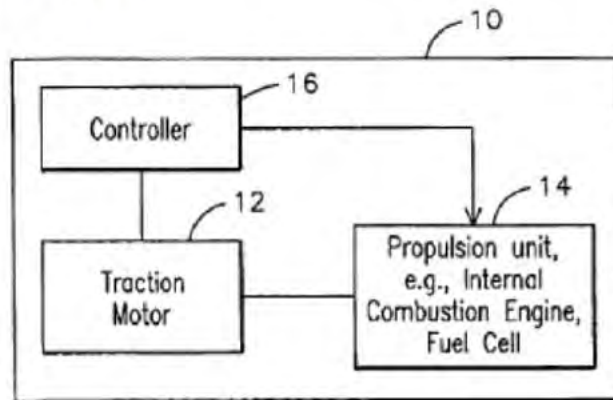 10
16
Controller
12
14
Traction
Motor
Propulsion unit,
e.g., Internal
Combustion Engine,
Fuel Cell